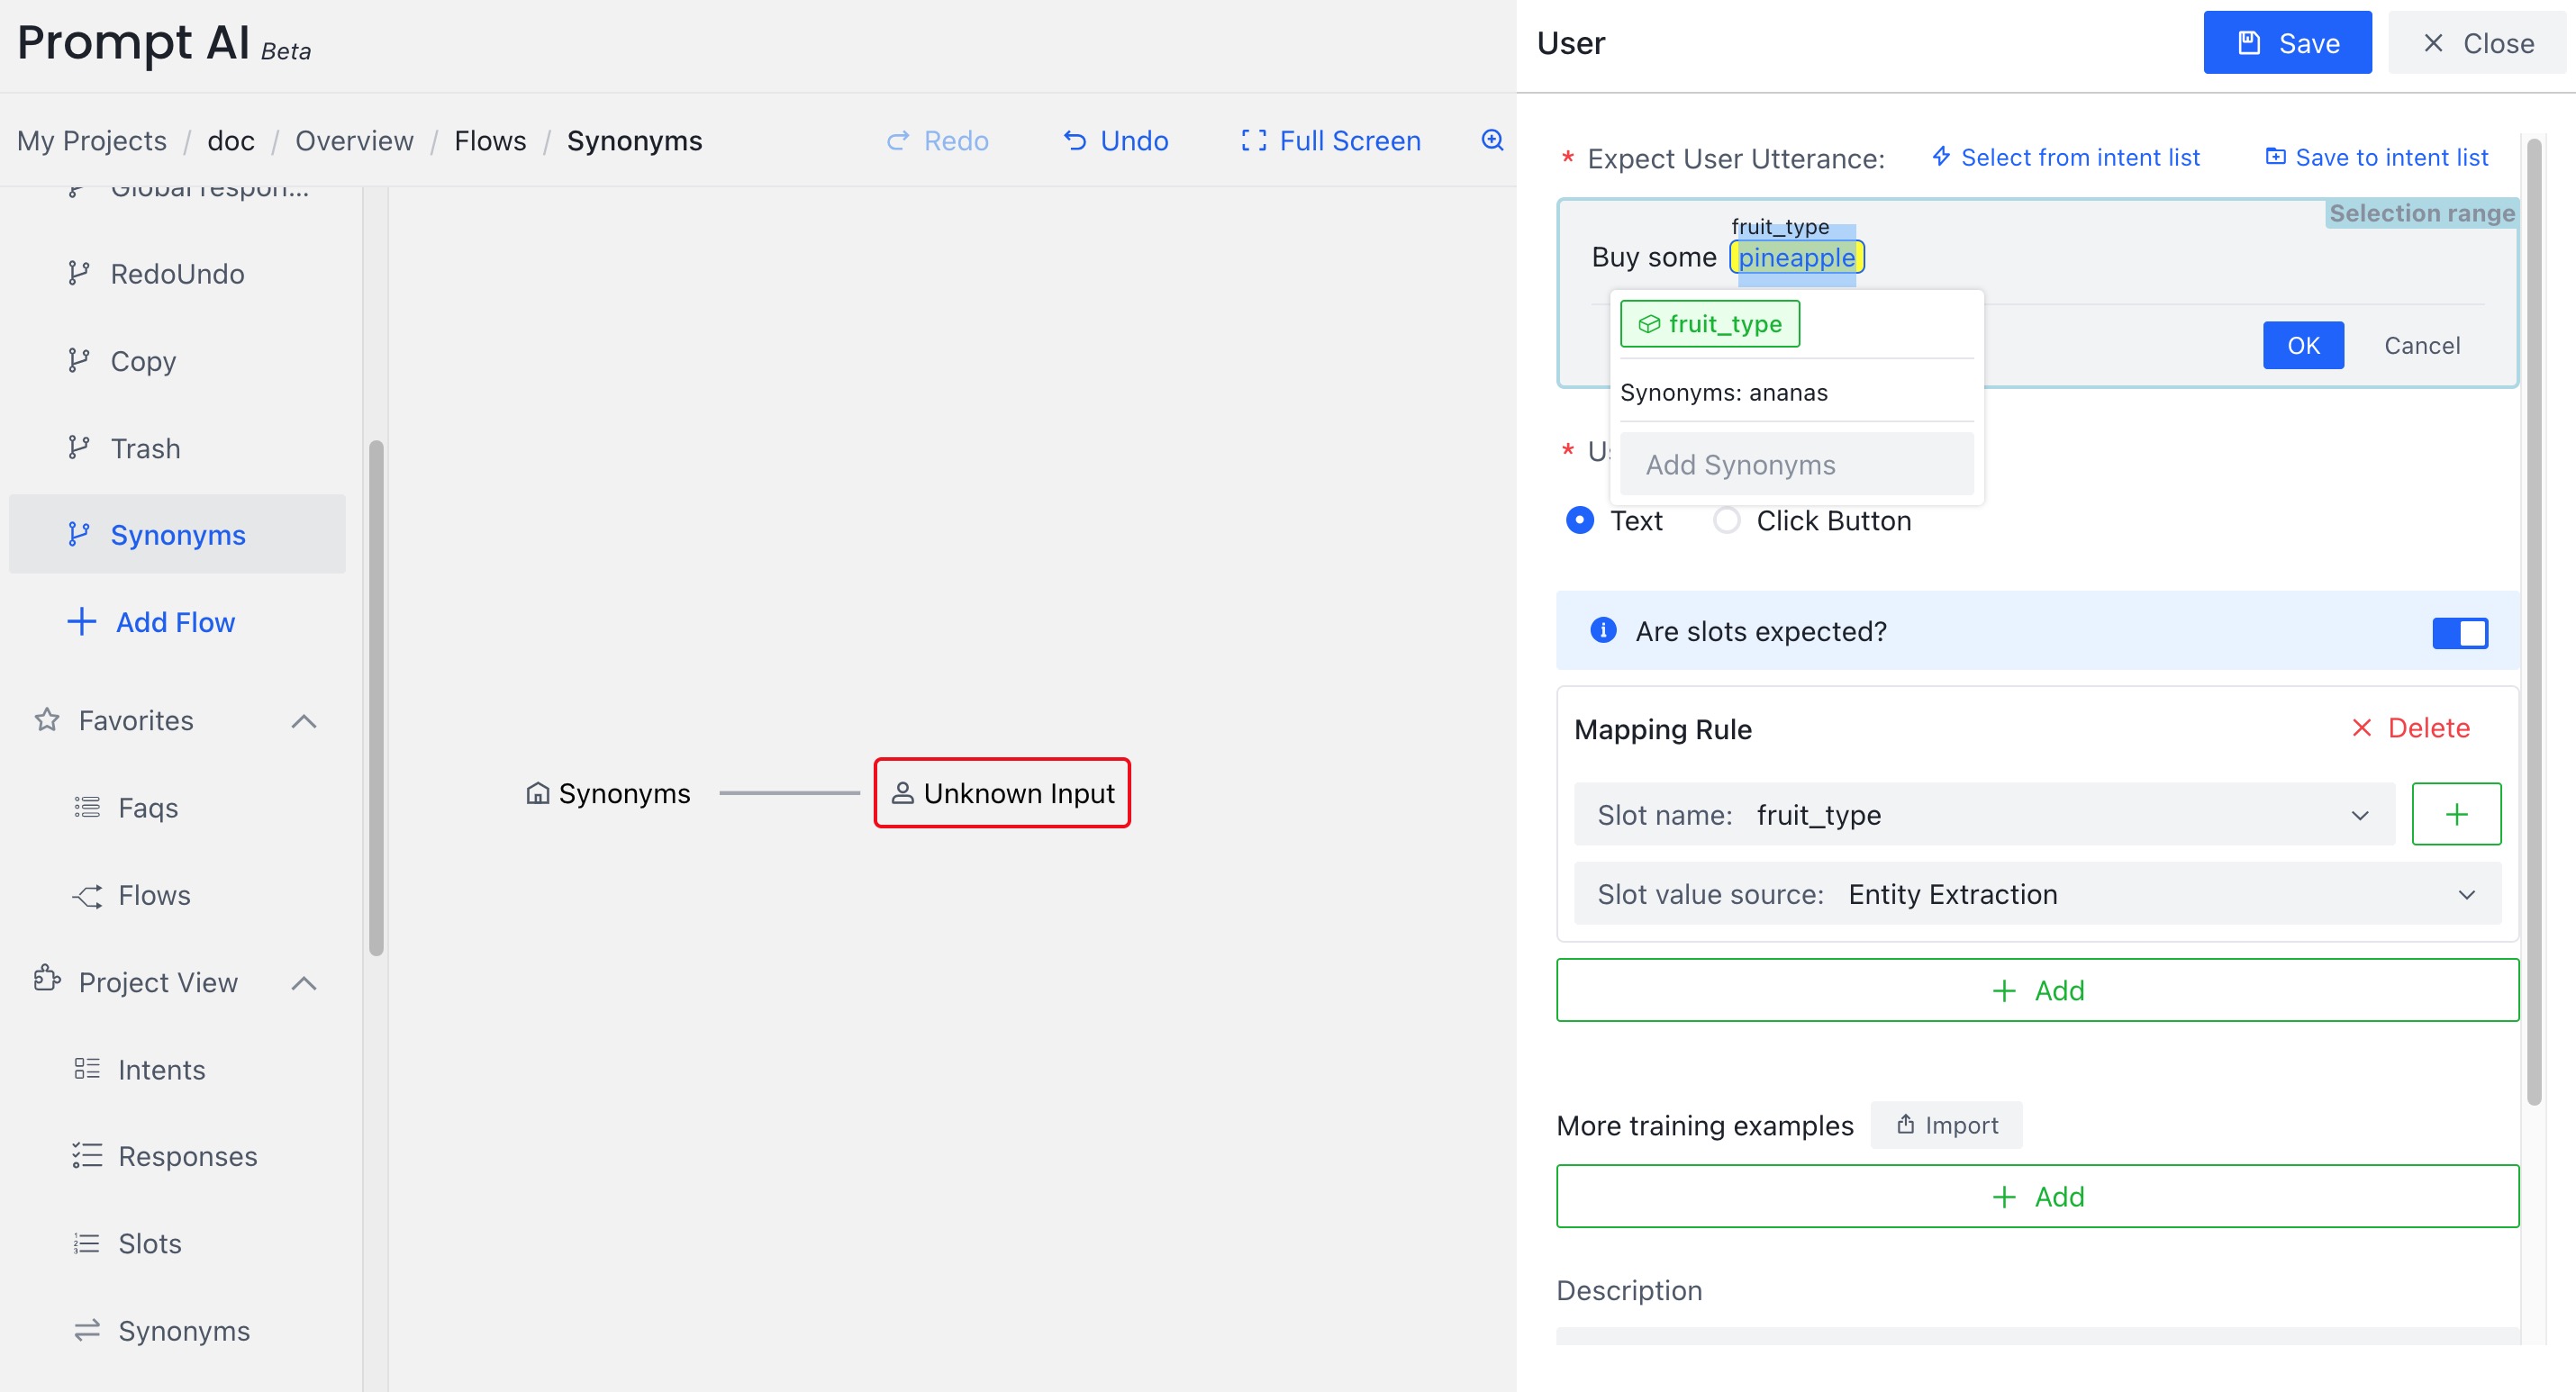 Prompt AI Beta
User
Save
Close
My Projects / doc / Overview / Flows / Synonyms
Redo
Undo
Full Screen
Global respon...
RedoUndo
Copy
Trash
Synonyms
Add Flow
Favorites
Faqs
Flows
Project View
Intents
Responses
Slots
Synonyms
Synonyms
Unknown Input
* Expect User Utterance:
Select from intent list
Save to intent list
Selection range
fruit_type
Buy some pineapple
fruit_type
Synonyms: ananas
Add Synonyms
OK
Cancel
*
Text
Click Button
Are slots expected?
Mapping Rule
Delete
Slot name: fruit_type
Slot value source: Entity Extraction
Add
More training examples
Import
Add
Description